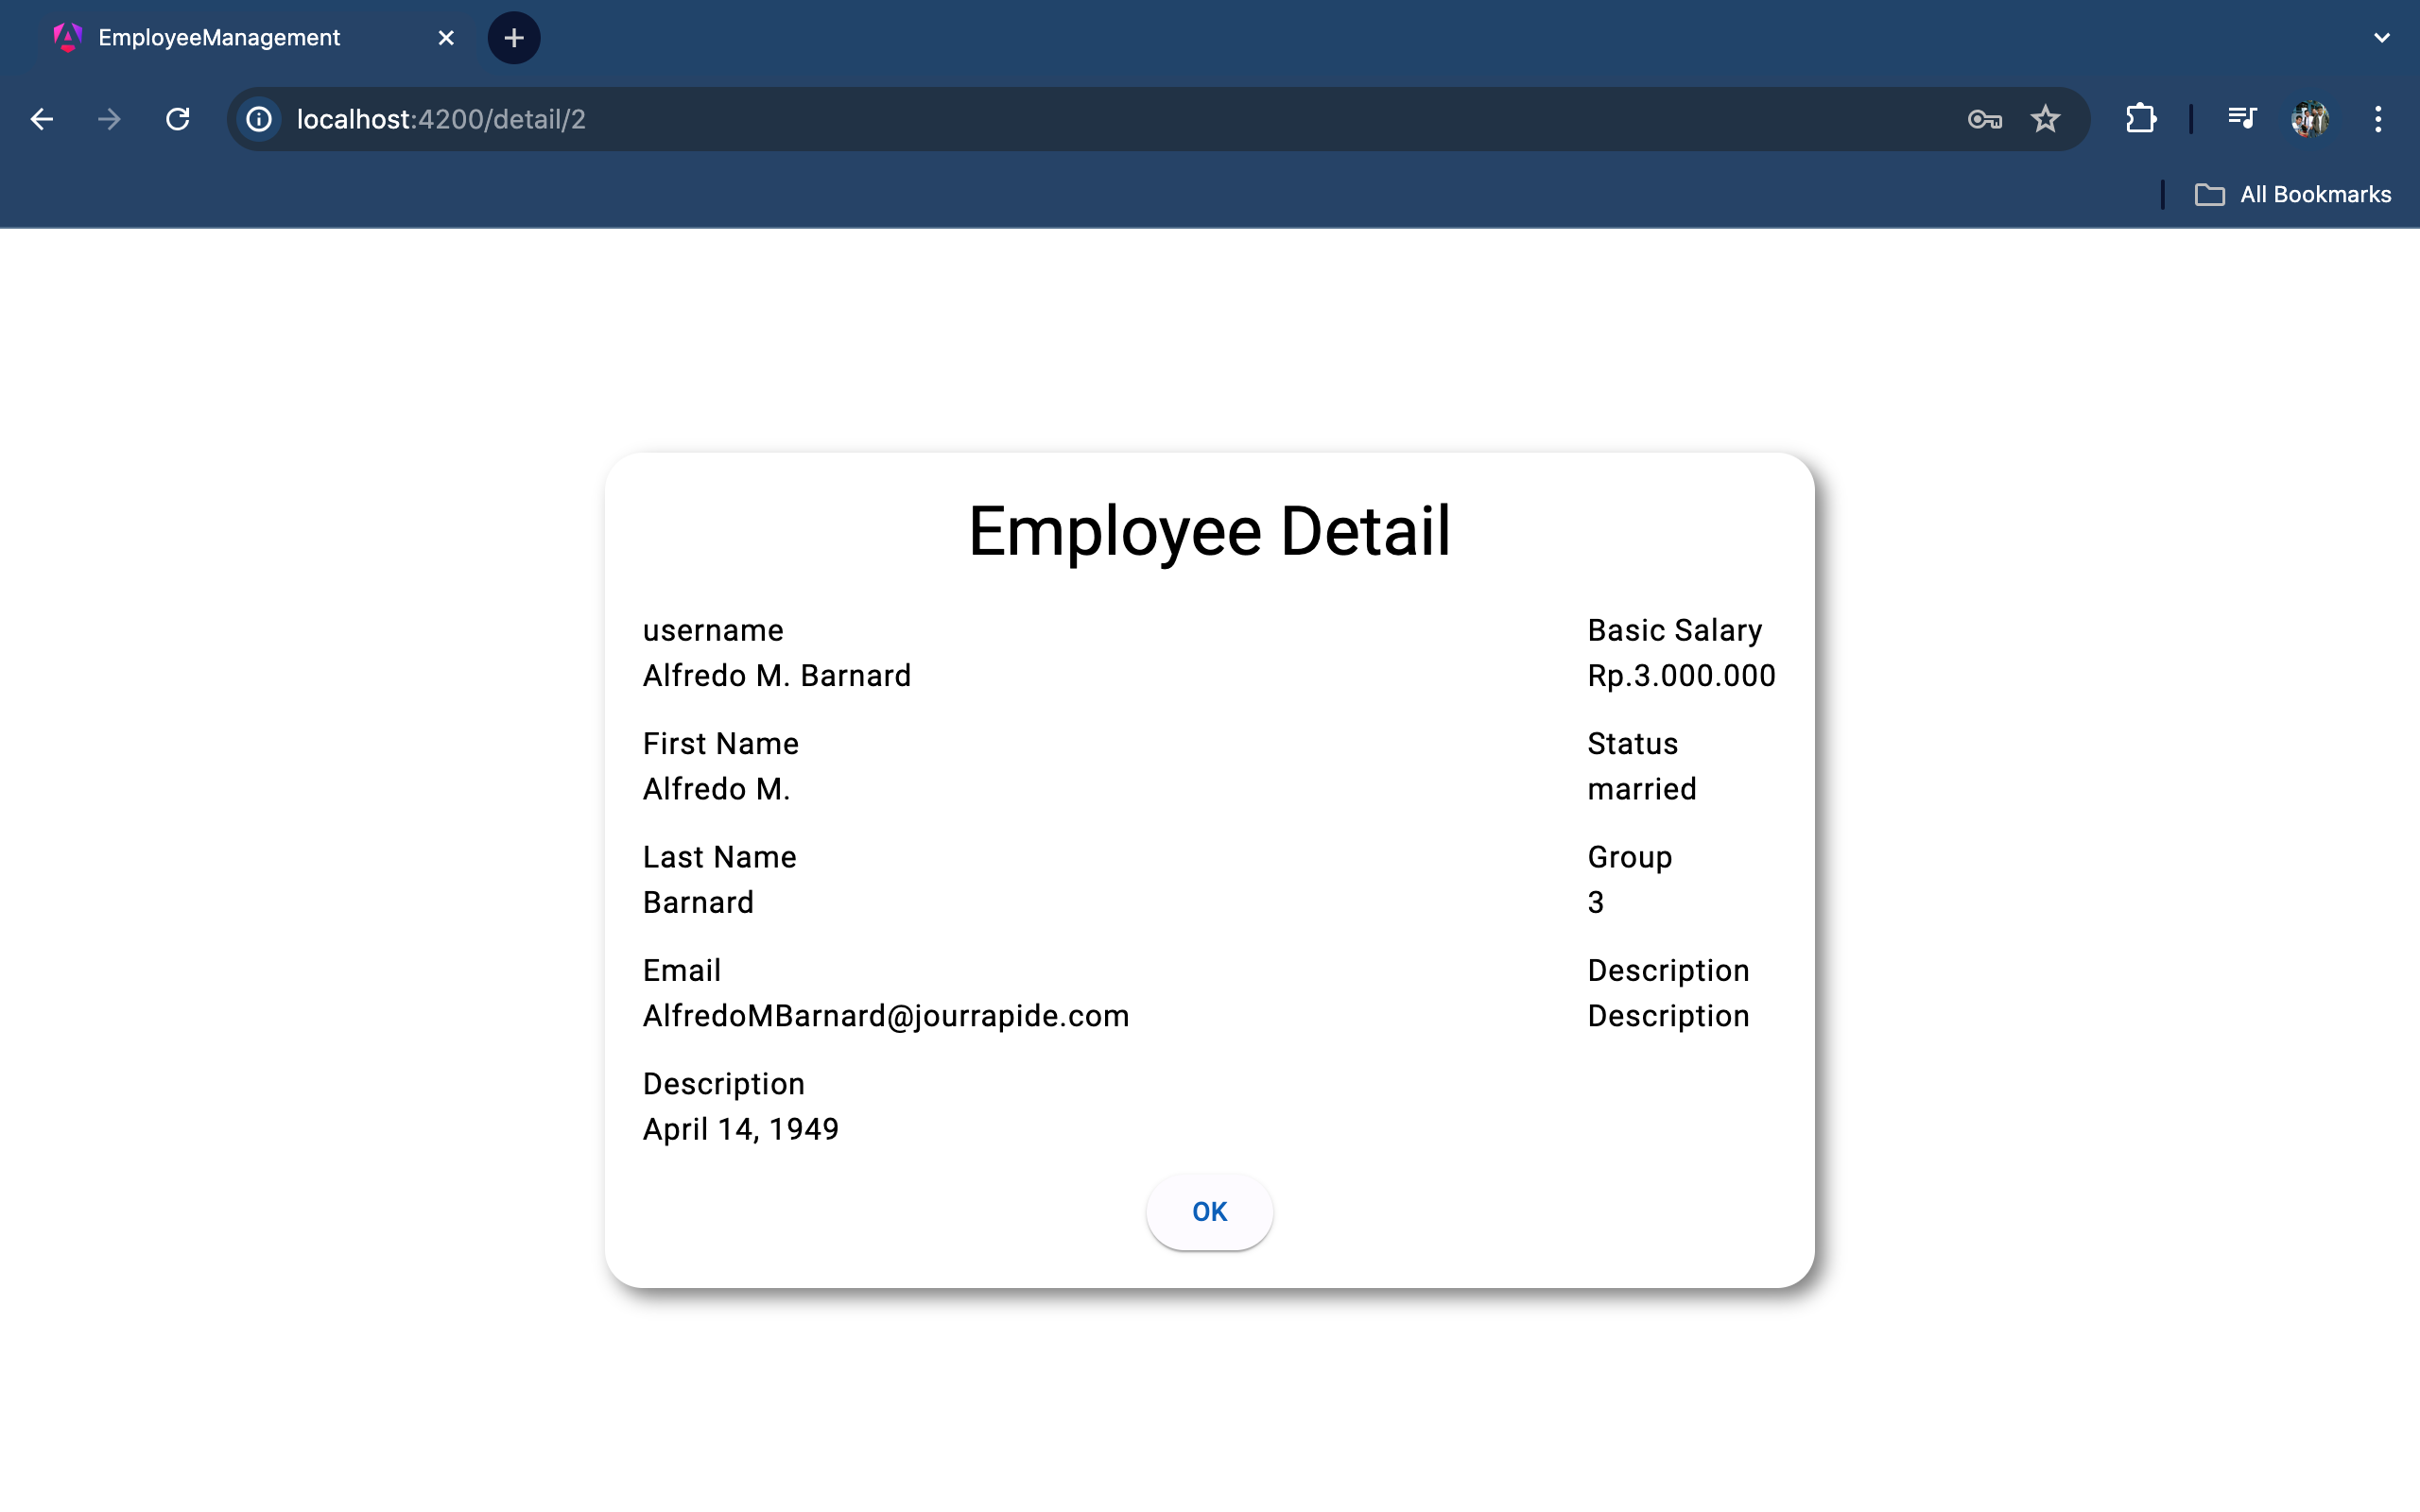 EmployeeManagement
localhost:4200/detail/2
All Bookmarks
Employee Detail
username
Alfredo M. Barnard
First Name
Alfredo M.
Last Name
Barnard
Email
AlfredoMBarnard@jourrapide.com
Description
April 14, 1949
Basic Salary
Rp.3.000.000
Status
married
Group
3
Description
Description
OK